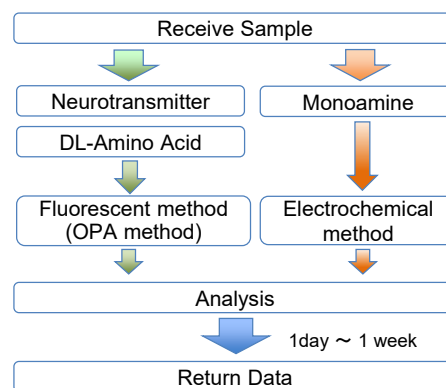 Receive Sample
Neurotransmitter
Monoamine
DL-Amino Acid
Fluorescent method
(OPA method)
Electrochemical
method
Analysis
1day ～ 1 week
Return Data